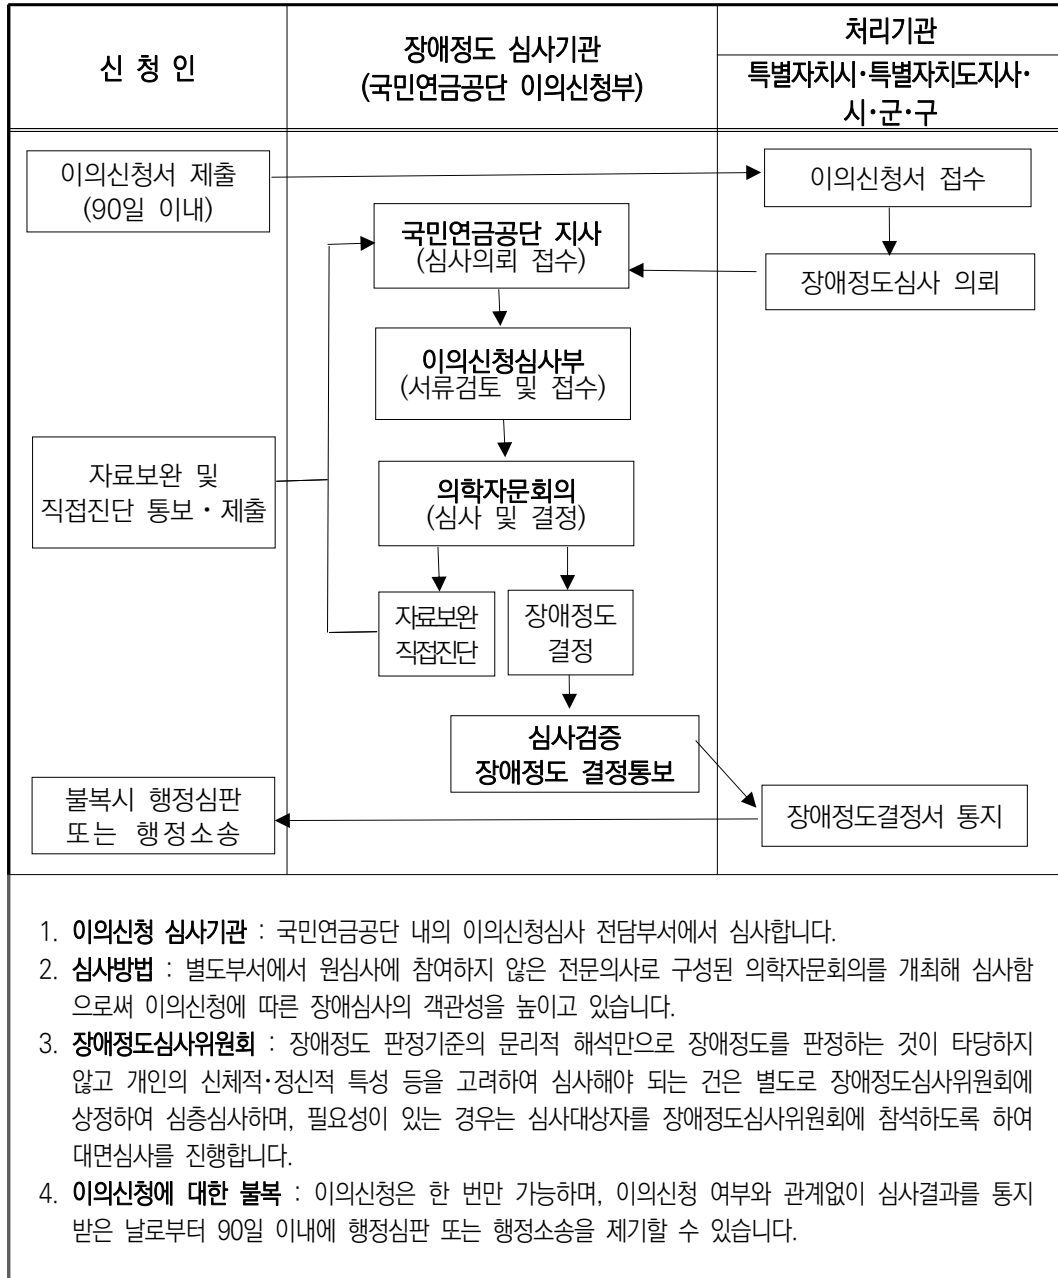 신 청 인
장애정도 심사기관
(국민연금공단 이의신청부)
처리기관
특별자치시·특별자치도지사·
시·군·구
이의신청서 제출
(90일 이내)
이의신청서 접수
국민연금공단 지사
(심사의뢰 접수)
장애정도심사 의뢰
이의신청심사부
(서류검토 및 접수)
자료보완 및
직접진단 통보·제출
의학자문회의
(심사 및 결정)
자료보완
직접진단
장애정도
결정
심사검증
장애정도 결정통보
불복시 행정심판
또는 행정소송
장애정도결정서 통지
1. 이의신청 심사기관 : 국민연금공단 내의 이의신청심사 전담부서에서 심사합니다.
2. 심사방법 : 별도부서에서 원심사에 참여하지 않은 전문의사로 구성된 의학자문회의를 개최해 심사함
으로써 이의신청에 따른 장애심사의 객관성을 높이고 있습니다.
3. 장애정도심사위원회 : 장애정도 판정기준의 문리적 해석만으로 장애정도를 판정하는 것이 타당하지
않고 개인의 신체적·정신적 특성 등을 고려하여 심사해야 되는 건은 별도로 장애정도심사위원회에
상정하여 심층심사하며, 필요성이 있는 경우는 심사대상자를 장애정도심사위원회에 참석하도록 하여
대면심사를 진행합니다.
4. 이의신청에 대한 불복 : 이의신청은 한 번만 가능하며, 이의신청 여부와 관계없이 심사결과를 통지
받은 날로부터 90일 이내에 행정심판 또는 행정소송을 제기할 수 있습니다.